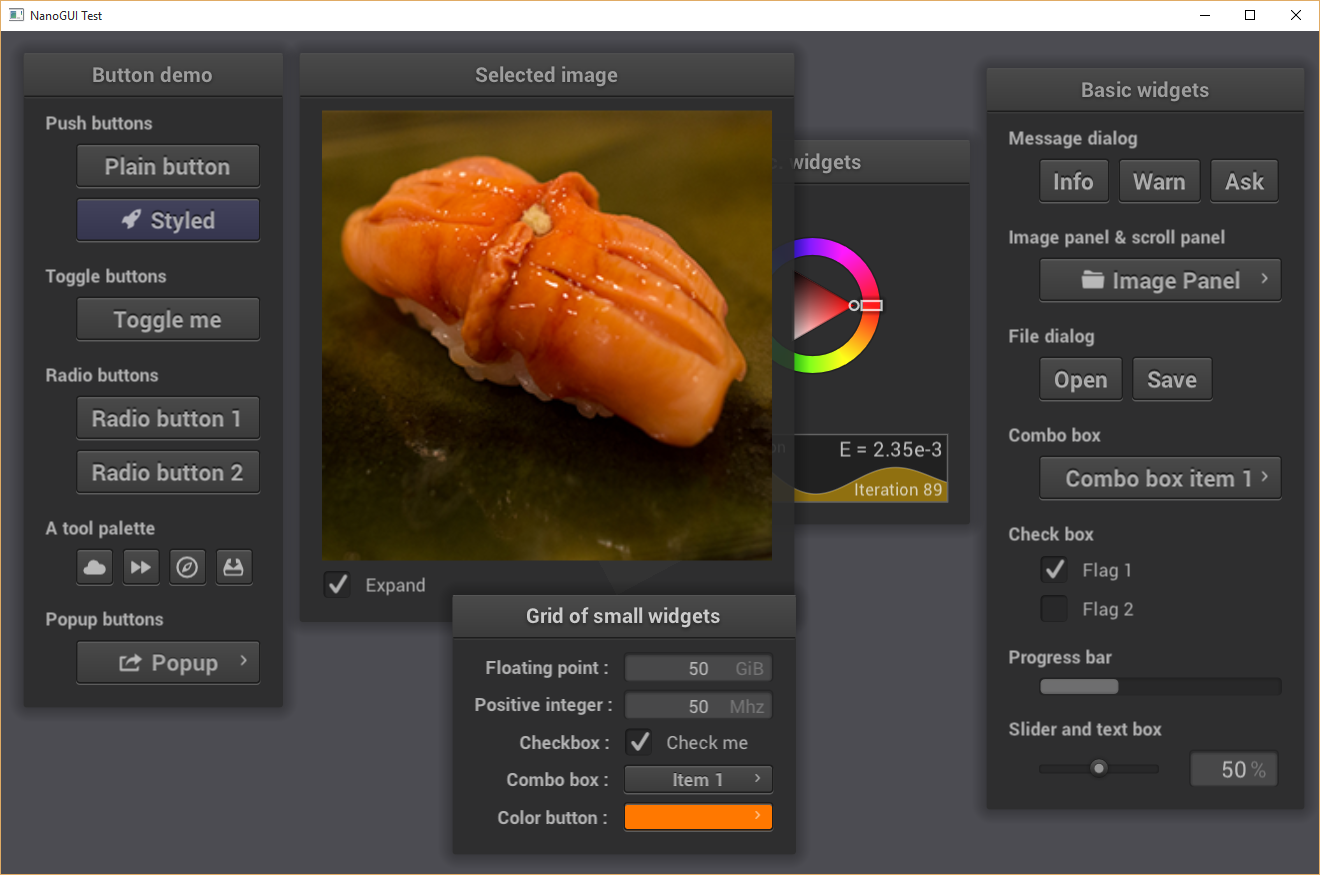 NanoGUI Test
Button demo
Push buttons
Plain button
Styled
Toggle buttons
Toggle me
Radio buttons
Radio button 1
Radio button 2
A tool palette
Popup buttons
Popup
Selected image
Expand
widgets
E = 2.35e-3
Iteration 89
Grid of small widgets
Floating point : 50 GiB
Positive integer : 50 Mhz
Checkbox : Check me
Combo box : Item 1
Color button :
Basic widgets
Message dialog
Info Warn Ask
Image panel & scroll panel
Image Panel
File dialog
Open Save
Combo box
Combo box item 1
Check box
Flag 1
Flag 2
Progress bar
Slider and text box
50 %